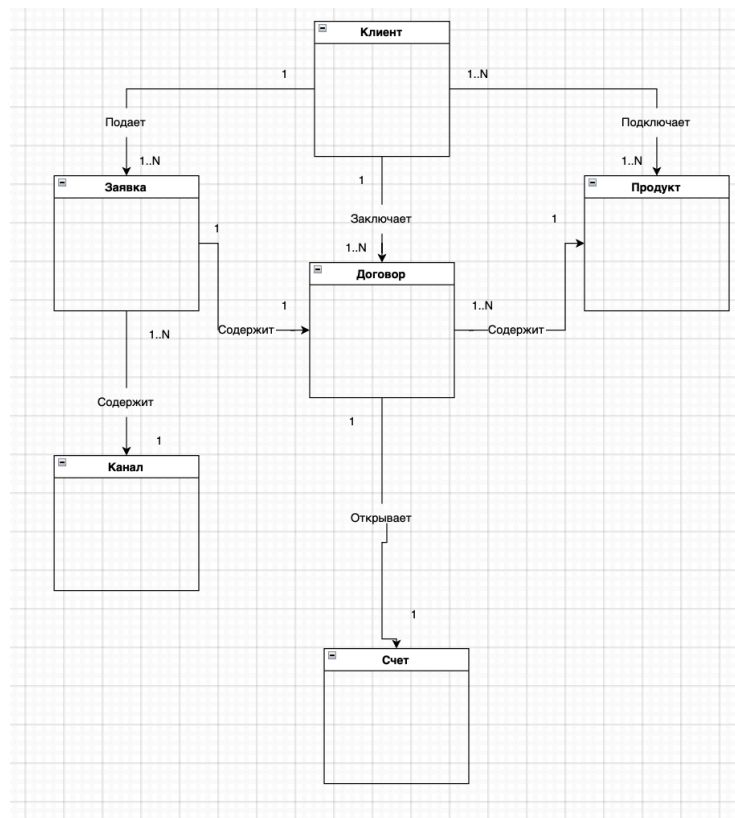 Клиент
1
1..N
Подает
Подключает
1..N
1..N
Заявка
1
Продукт
Заключает
1
1
1..N
Договор
1
1..N
Содержит
Содержит
1..N
Содержит
1
1
Канал
Открывает
1
Счет